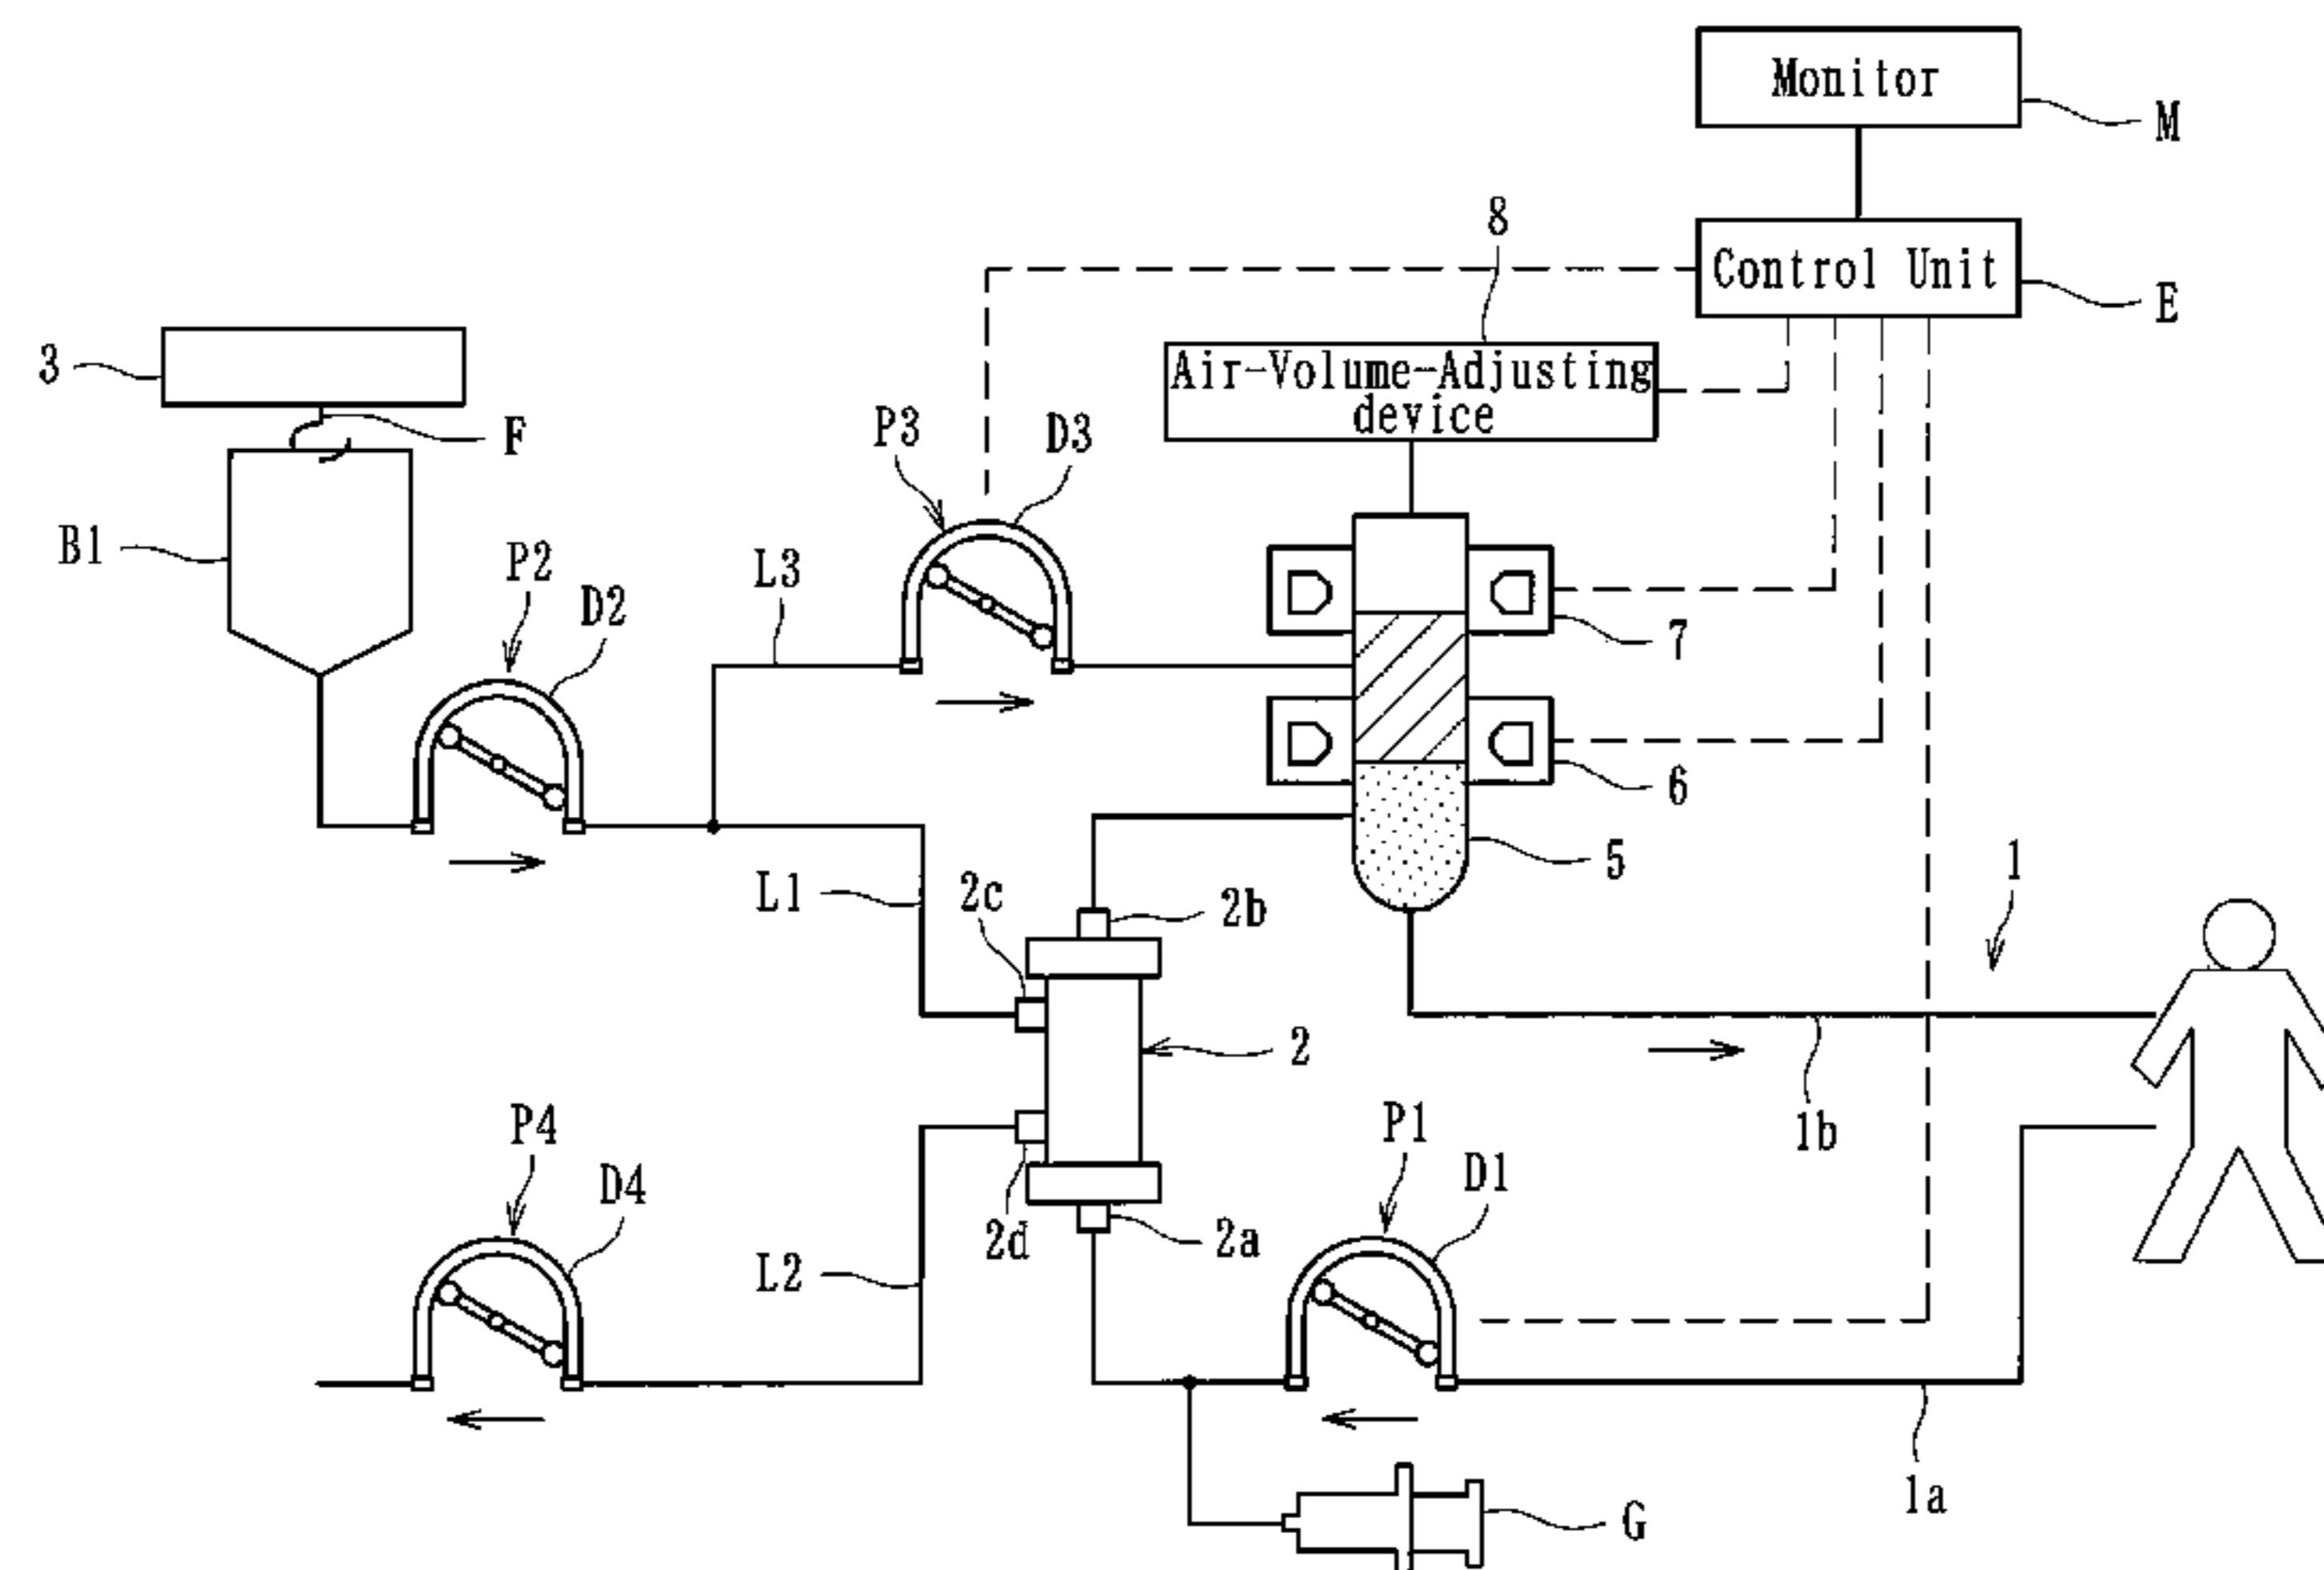 Monitor
M
8
Control Unit
E
3
Air-Volume-Adjusting
device
F
P3
D3
B1
P2
L3
D2
7
6
5
1
L1
2c
2b
2
P4
P1
1b
D4
D1
2d
2a
L2
1a
G